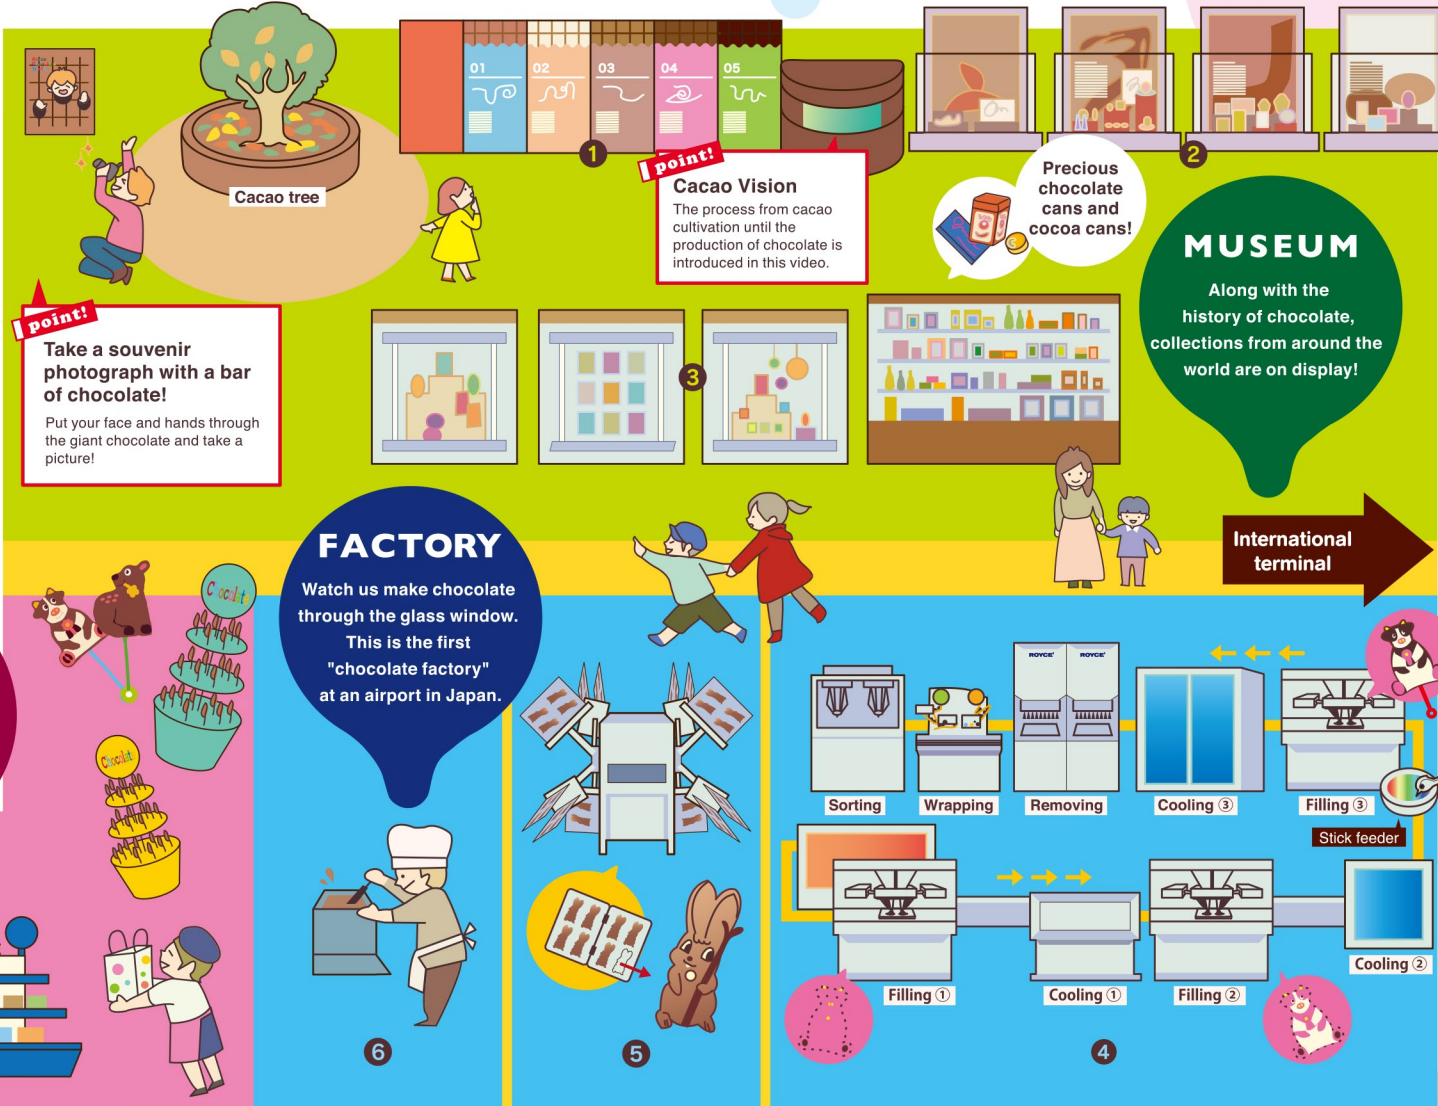 01
02
03
04
05
Cacao tree
1
point!
Cacao Vision
The process from cacao
cultivation until the
production of chocolate is
introduced in this video.
2
Precious
chocolate
cans and
cocoa cans!
MUSEUM
Along with the
history of chocolate,
collections from around the
world are on display!
point!
Take a souvenir
photograph with a bar
of chocolate!
Put your face and hands through
the giant chocolate and take a
picture!
3
International
terminal
FACTORY
Watch us make chocolate
through the glass window.
This is the first
"chocolate factory"
at an airport in Japan.
Chocolate
Chocolate
ROYCE'
ROYCE'
Sorting
Wrapping
Removing
Cooling ③
Filling ③
Stick feeder
Filling ①
Cooling ①
Filling ②
Cooling ②
6
5
4